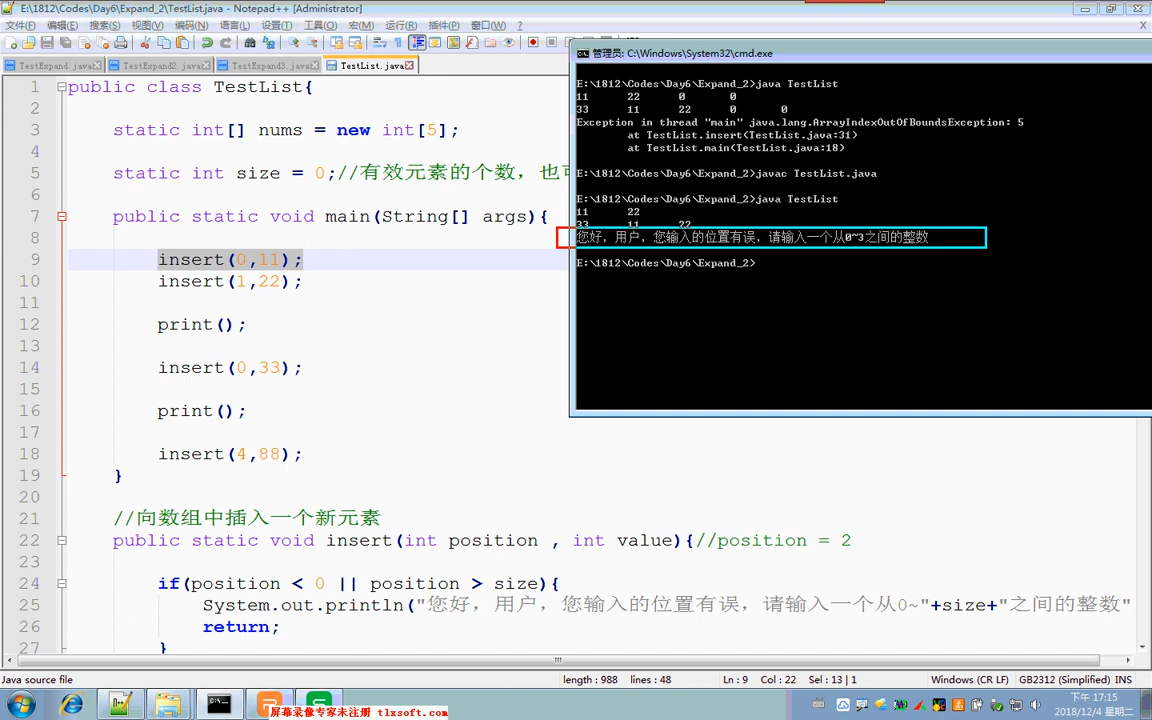 E:\1812\Codes\Day6\Expand_2\TestList.java - Notepad++ [Administrator]
文件(F) 编辑(E) 搜索(S) 视图(V) 编码(N) 语言(L) 设置(T) 工具(O) 宏(M) 运行(R) 插件(P) 窗口(W) ?
TestExpand.java TestExpand2.java TestExpand3.java TestList.java
1 public class TestList{
2
3 static int[] nums = new int[5];
4
5 static int size = 0;//有效元素的个数，也可
6
7 public static void main(String[] args){
8
9 insert(0,11);
10 insert(1,22);
11
12 print();
13
14 insert(0,33);
15
16 print();
17
18 insert(4,88);
19 }
20
21 //向数组中插入一个新元素
22 public static void insert(int position , int value){//position = 2
23
24 if(position < 0 || position > size){
25 System.out.println("您好，用户，您输入的位置有误，请输入一个从0~"+size+"之间的整数"
26 return;
27 }
管理员: C:\Windows\System32\cmd.exe
E:\1812\Codes\Day6\Expand_2>java TestList
11 22 0 0
33 11 22 0 0
Exception in thread "main" java.lang.ArrayIndexOutOfBoundsException: 5
at TestList.insert(TestList.java:31)
at TestList.main(TestList.java:18)
E:\1812\Codes\Day6\Expand_2>javac TestList.java
E:\1812\Codes\Day6\Expand_2>java TestList
11 22
33 11 22
您好，用户，您输入的位置有误，请输入一个从0~3之间的整数
E:\1812\Codes\Day6\Expand_2>
Java source file length : 988 lines : 48 Ln : 9 Col : 22 Sel : 13 | 1 Windows (CR LF) GB2312 (Simplified) INS
屏幕录像专家未注册 tlxsoft.com
下午 17:15
2018/12/4 星期二